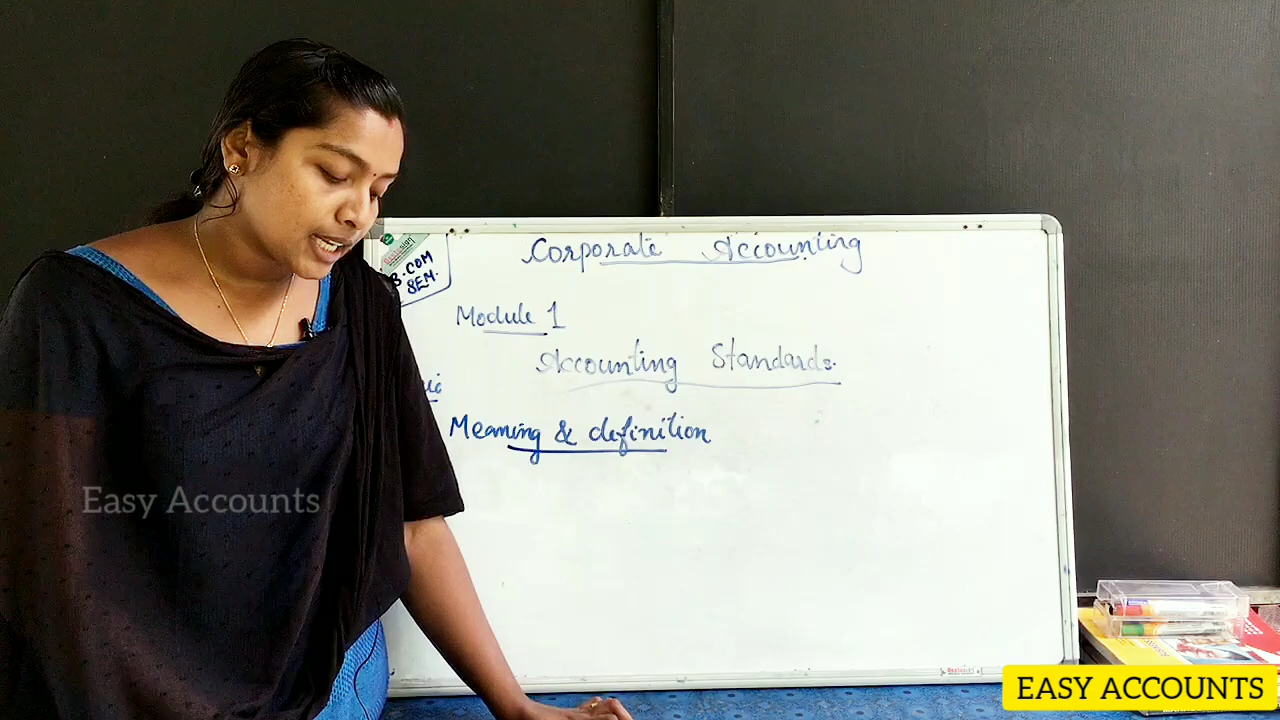 Corporate Accounting
B.COM
SEM.
Module 1
Accounting Standards.
Meaning & definition
Easy Accounts
EASY ACCOUNTS